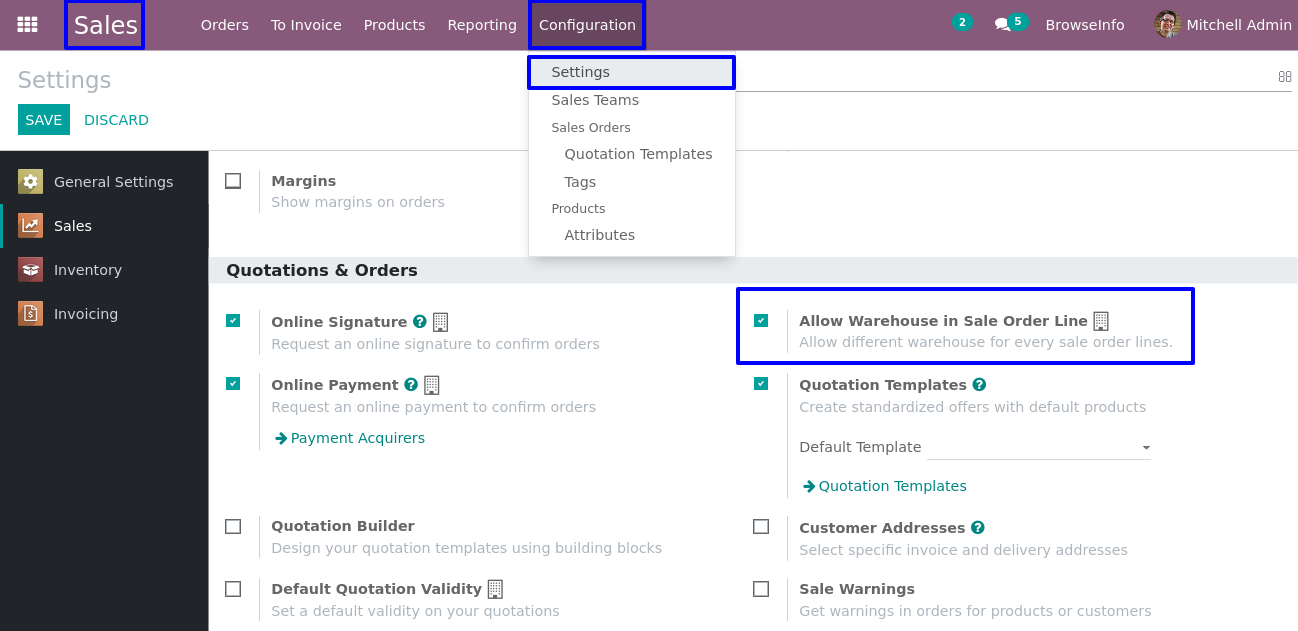 Sales Orders To Invoice Products Reporting Configuration 2 5 BrowseInfo Mitchell Admin
Settings
SAVE DISCARD
Settings
Sales Teams
Sales Orders
Quotation Templates
Tags
Products
Attributes
General Settings
Sales
Inventory
Invoicing
Margins
Show margins on orders
Quotations & Orders
Online Signature ?
Request an online signature to confirm orders
Allow Warehouse in Sale Order Line
Allow different warehouse for every sale order lines.
Online Payment ?
Request an online payment to confirm orders
Payment Acquirers
Quotation Templates ?
Create standardized offers with default products
Default Template
Quotation Templates
Quotation Builder
Design your quotation templates using building blocks
Customer Addresses ?
Select specific invoice and delivery addresses
Default Quotation Validity
Set a default validity on your quotations
Sale Warnings
Get warnings in orders for products or customers